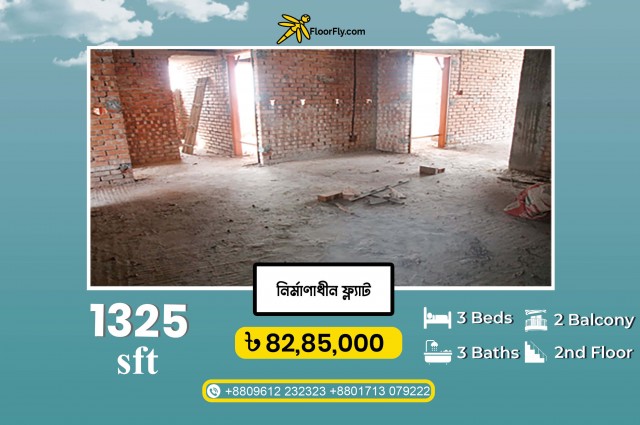 FloorFly.com
নির্মাণাধীন ফ্ল্যাট
1325
sft
৳ 82,85,000
3 Beds
2 Balcony
3 Baths
2nd Floor
+8809612 232323 +8801713 079222